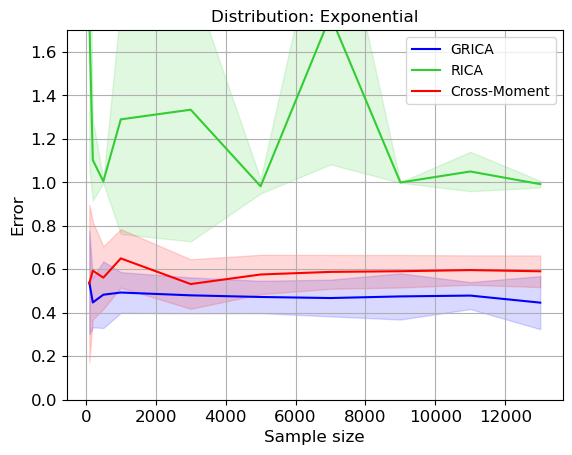 Distribution: Exponential
GRICA
RICA
Cross-Moment
Error
1.6
1.4
1.2
1.0
0.8
0.6
0.4
0.2
0.0
0 2000 4000 6000 8000 10000 12000
Sample size